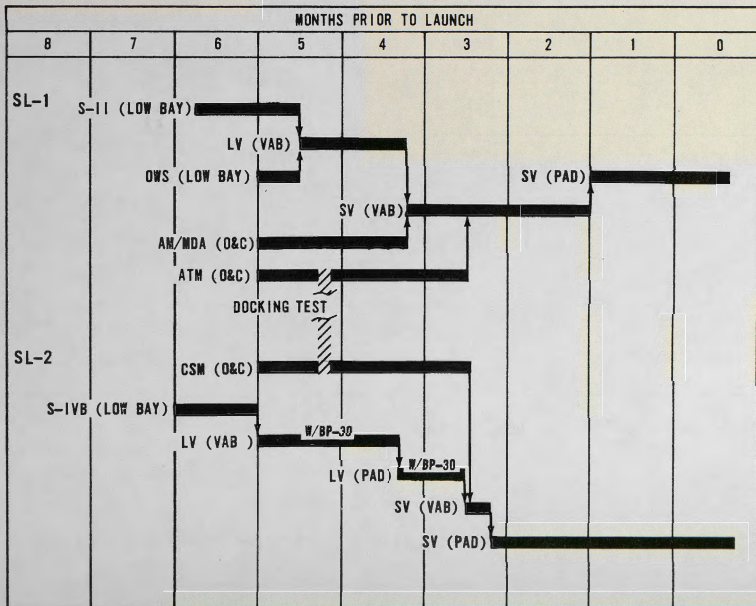 MONTHS PRIOR TO LAUNCH
8 7 6 5 4 3 2 1 0
SL-1
S-II (LOW BAY)
LV (VAB)
OWS (LOW BAY)
SV (PAD)
SV (VAB)
AM/MDA (O&C)
ATM (O&C)
DOCKING TEST
SL-2
CSM (O&C)
S-IVB (LOW BAY)
W/BP-30
LV (VAB )
W/BP-30
LV (PAD)
SV (VAB)
SV (PAD)